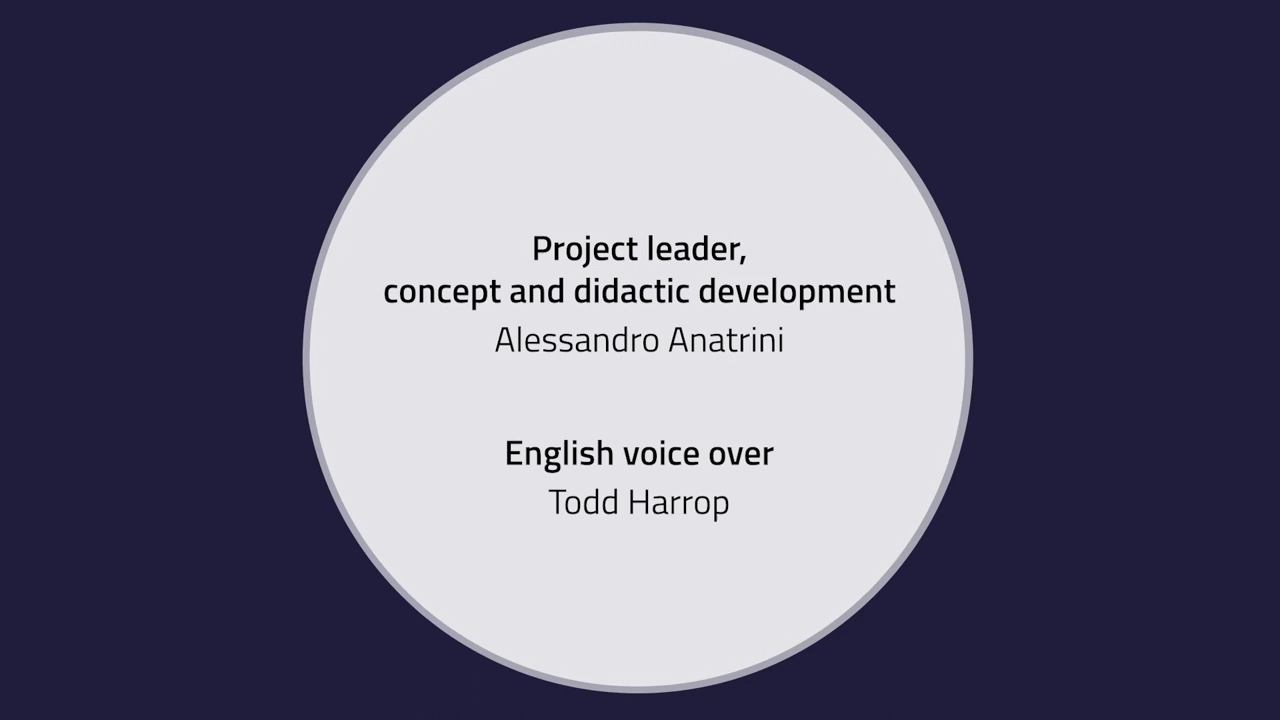 Project leader,
concept and didactic development
Alessandro Anatrini
English voice over
Todd Harrop